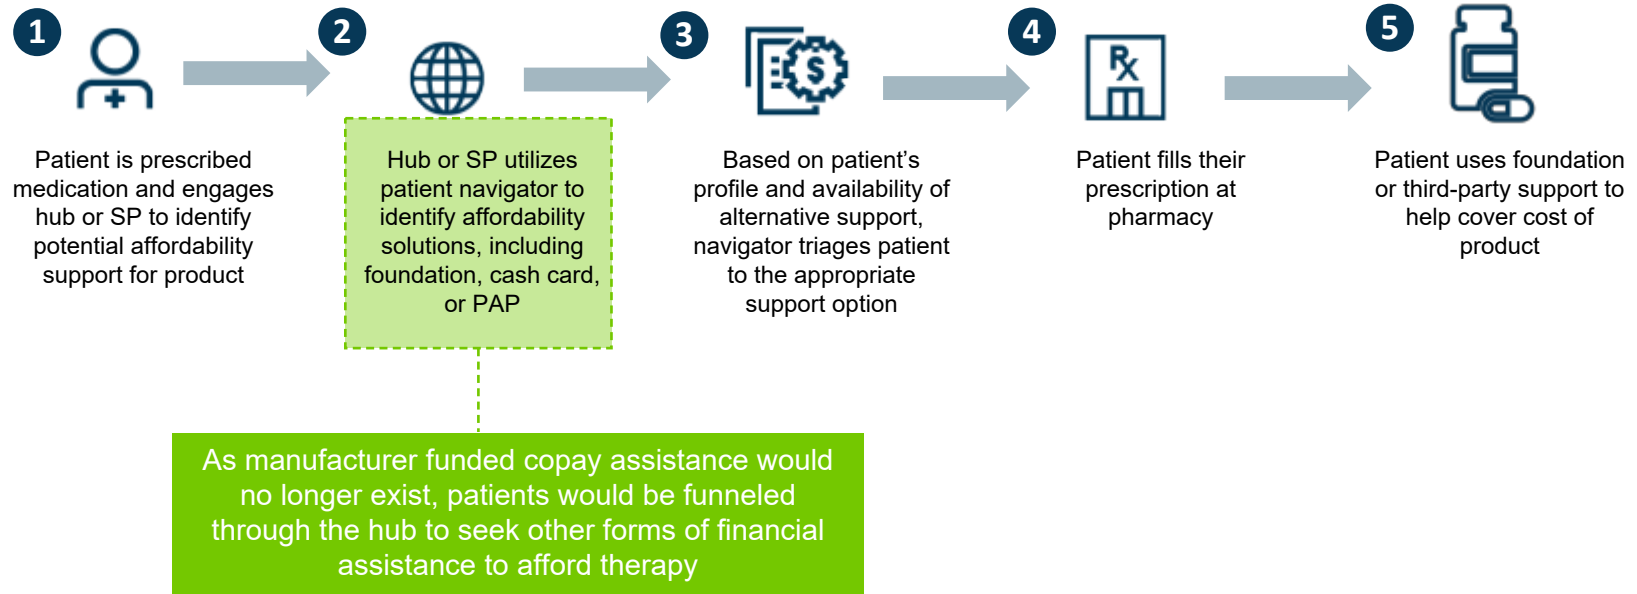 1
Patient is prescribed
medication and engages
hub or SP to identify
potential affordability
support for product
2
Hub or SP utilizes
patient navigator to
identify affordability
solutions, including
foundation, cash card,
or PAP
3
$
Based on patient’s
profile and availability of
alternative support,
navigator triages patient
to the appropriate
support option
4
RX
Patient fills their
prescription at
pharmacy
5
Patient uses foundation
or third-party support to
help cover cost of
product
As manufacturer funded copay assistance would
no longer exist, patients would be funneled
through the hub to seek other forms of financial
assistance to afford therapy